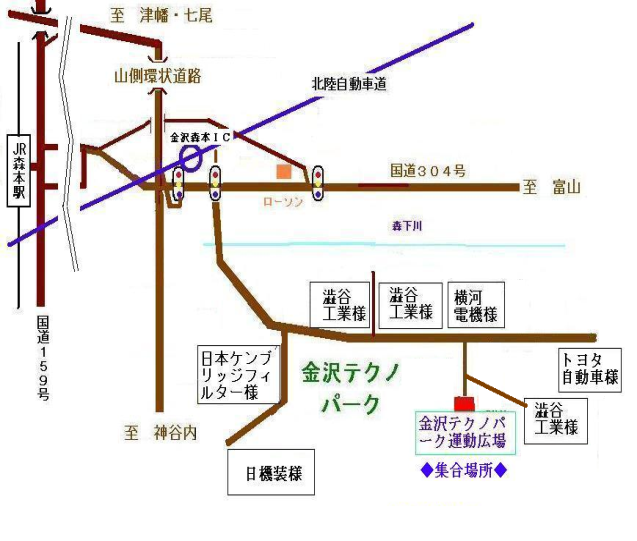 至 津幡・七尾
山側環状道路
北陸自動車道
金沢森本IC
JR森本駅
国道304号
至 富山
ローソン
森下川
澁谷
工業様
澁谷
工業様
横河
電機様
国道159号
日本ケンブ
リッジフィ
ルター様
金沢テクノ
パーク
トヨタ
自動車様
澁谷
工業様
金沢テクノパ
ーク運動広場
◆集合場所◆
至 神谷内
日機装様